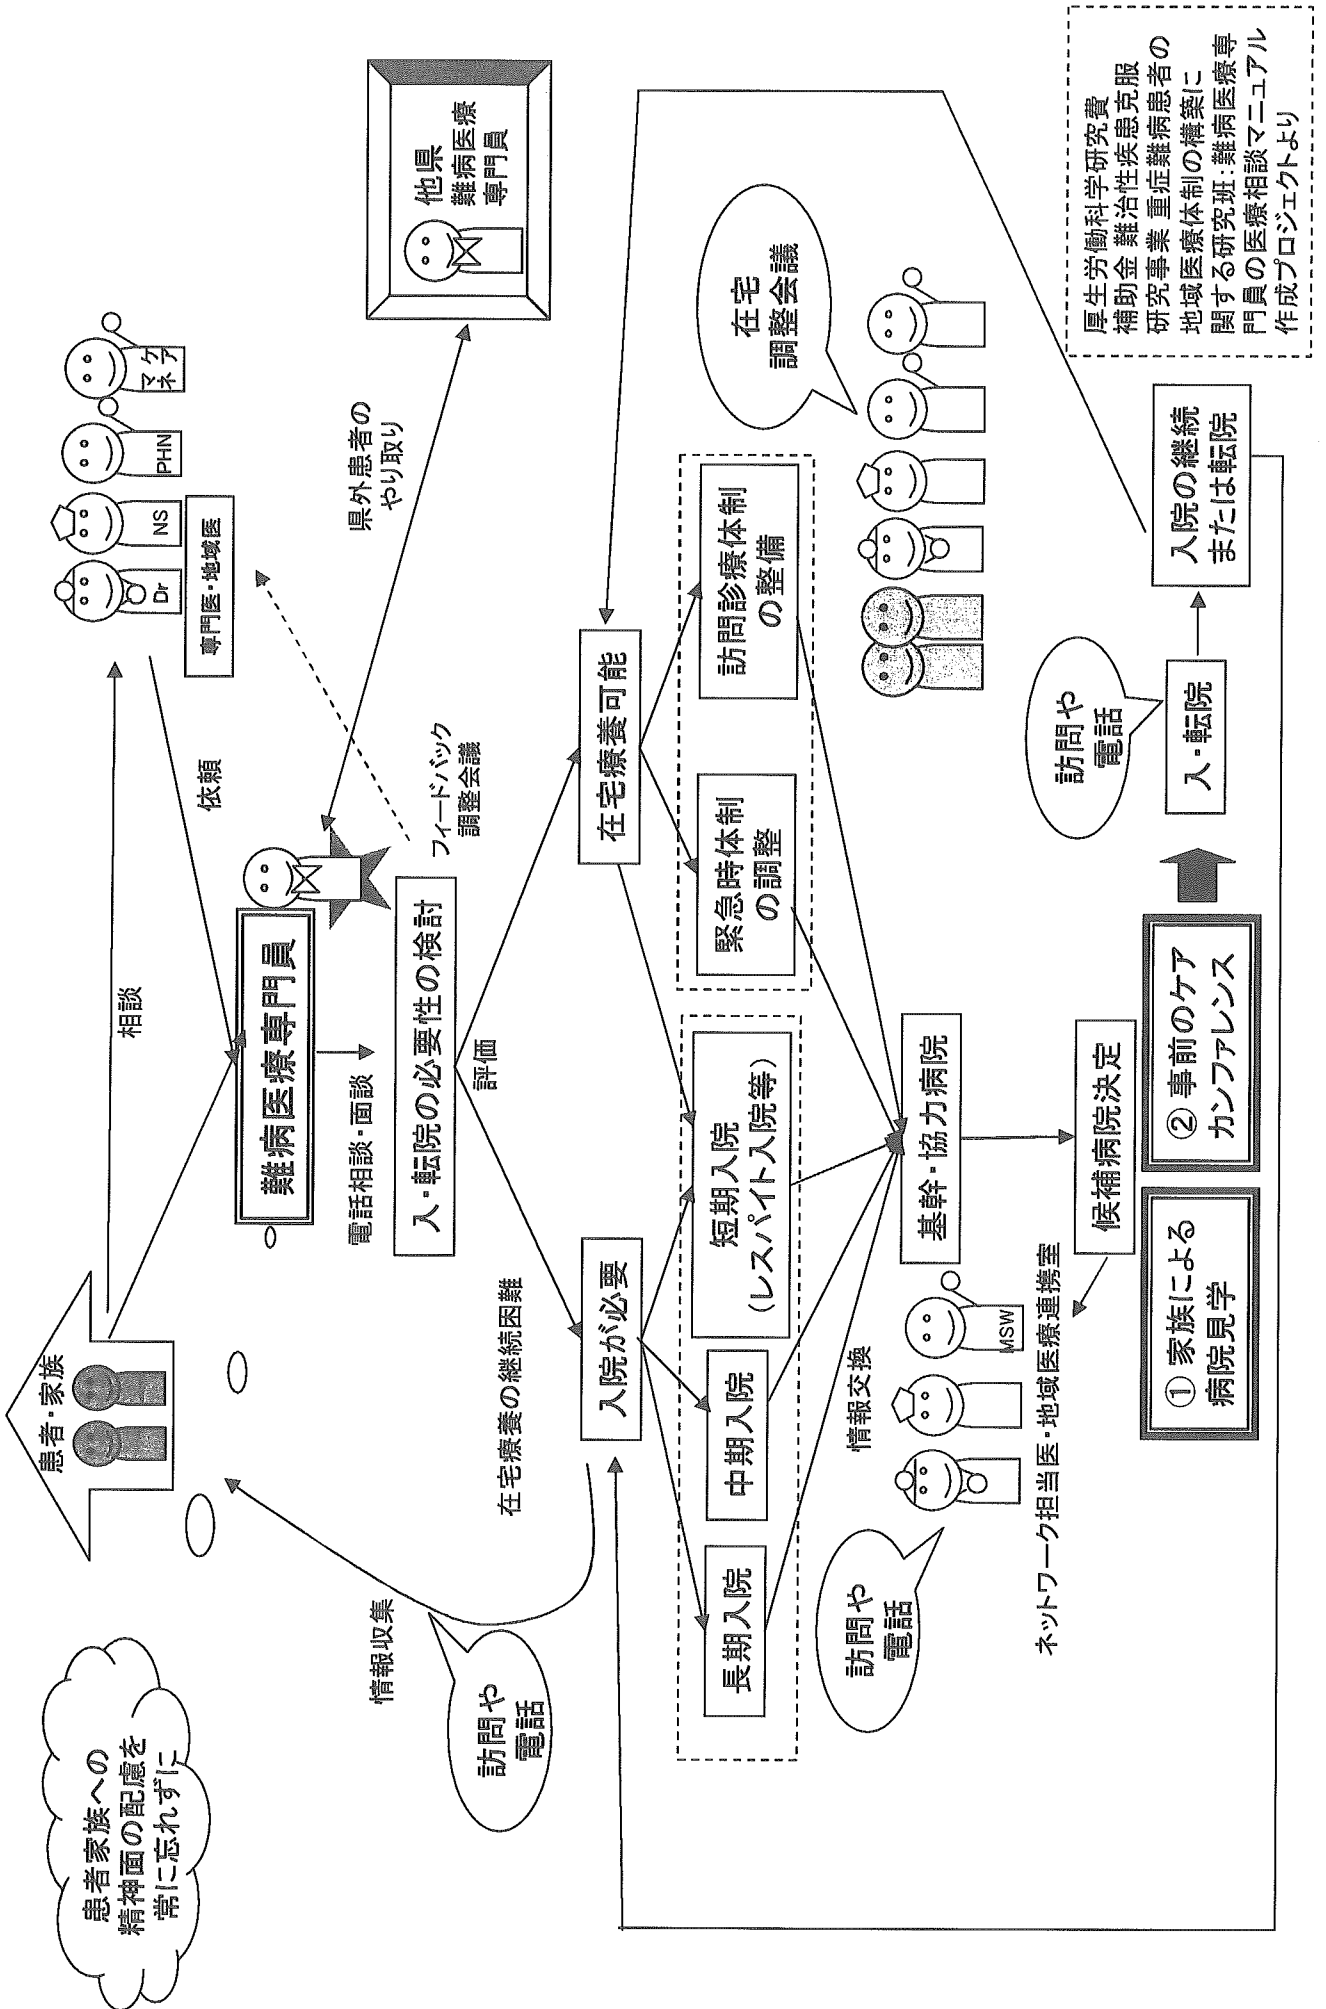 患者家族への
精神面の配慮を
常に忘れずに
患者・家族
相談
Dr
NS
PHN
ケア
マネ
専門医・地域医
依頼
難病医療専門員
電話相談・面談
県外患者の
やり取り
他県
難病医療
専門員
フィードバック
調整会議
入・転院の必要性の検討
評価
情報収集
訪問や
電話
在宅療養の継続困難
入院が必要
在宅療養可能
長期入院
中期入院
短期入院
(レスパイト入院等)
緊急時体制
の調整
訪問診療体制
の整備
在宅
調整会議
訪問や
電話
情報交換
MSW
ネットワーク担当医・地域医療連携室
基幹・協力病院
候補病院決定
① 家族による
病院見学
② 事前のケア
カンファレンス
訪問や
電話
入・転院
入院の継続
または転院
厚生労働科学研究費
補助金 難治性疾患克服
研究事業 重症難病患者の
地域医療体制の構築に
関する研究班:難病医療専
門員の医療相談マニュアル
作成プロジェクトより